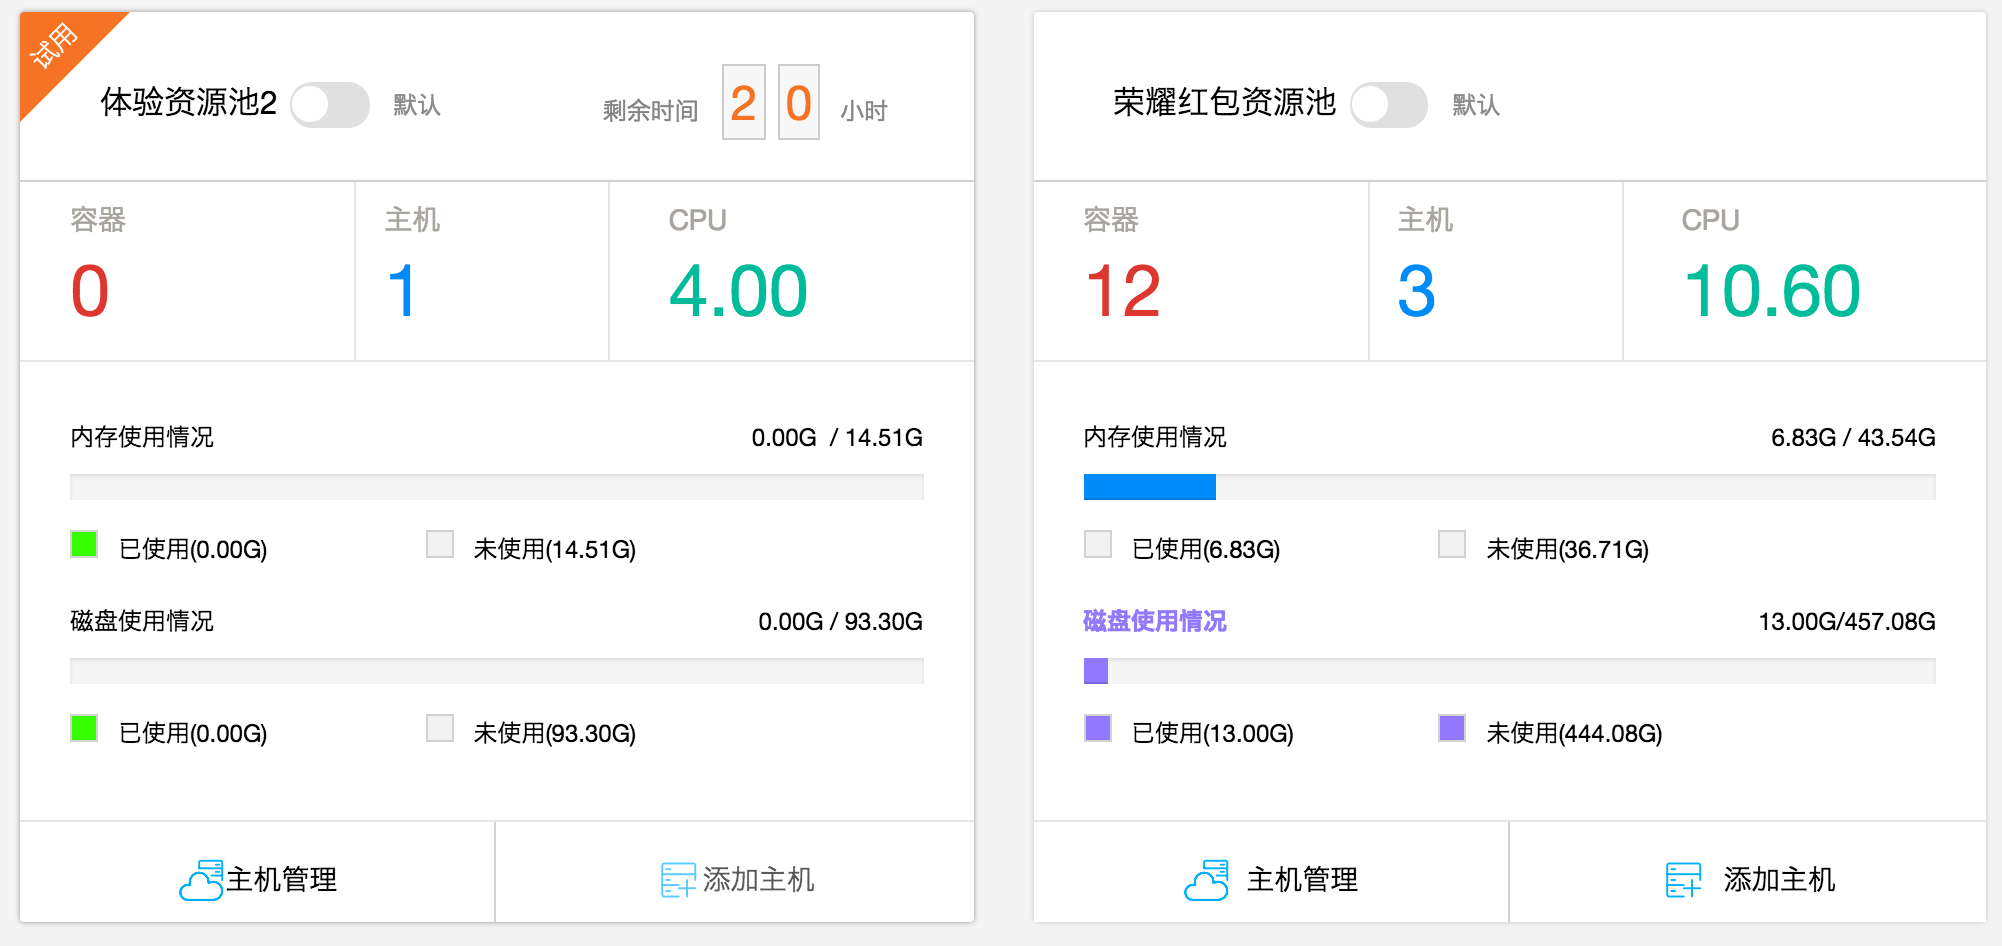 试用
体验资源池2 默认 剩余时间 2 0 小时
容器 主机 CPU
0 1 4.00
内存使用情况 0.00G / 14.51G
已使用(0.00G) 未使用(14.51G)
磁盘使用情况 0.00G / 93.30G
已使用(0.00G) 未使用(93.30G)
主机管理 添加主机
荣耀红包资源池 默认
容器 主机 CPU
12 3 10.60
内存使用情况 6.83G / 43.54G
已使用(6.83G) 未使用(36.71G)
磁盘使用情况 13.00G/457.08G
已使用(13.00G) 未使用(444.08G)
主机管理 添加主机